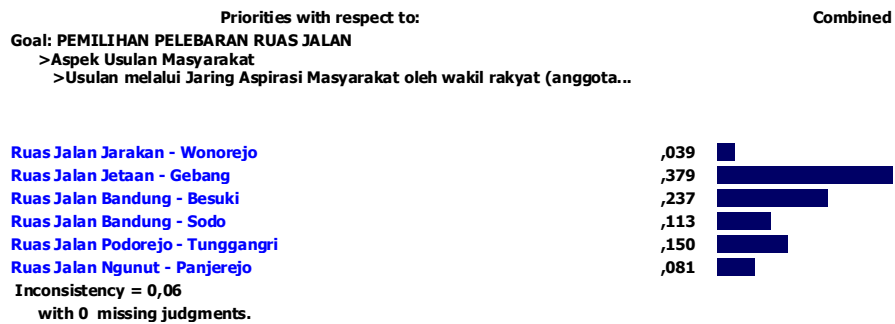 Priorities with respect to: Combined
Goal: PEMILIHAN PELEBARAN RUAS JALAN
>Aspek Usulan Masyarakat
>Usulan melalui Jaring Aspirasi Masyarakat oleh wakil rakyat (anggota...
Ruas Jalan Jarakan - Wonorejo ,039
Ruas Jalan Jetaan - Gebang ,379
Ruas Jalan Bandung - Besuki ,237
Ruas Jalan Bandung - Sodo ,113
Ruas Jalan Podorejo - Tunggangri ,150
Ruas Jalan Ngunut - Panjerejo ,081
Inconsistency = 0,06
with 0 missing judgments.